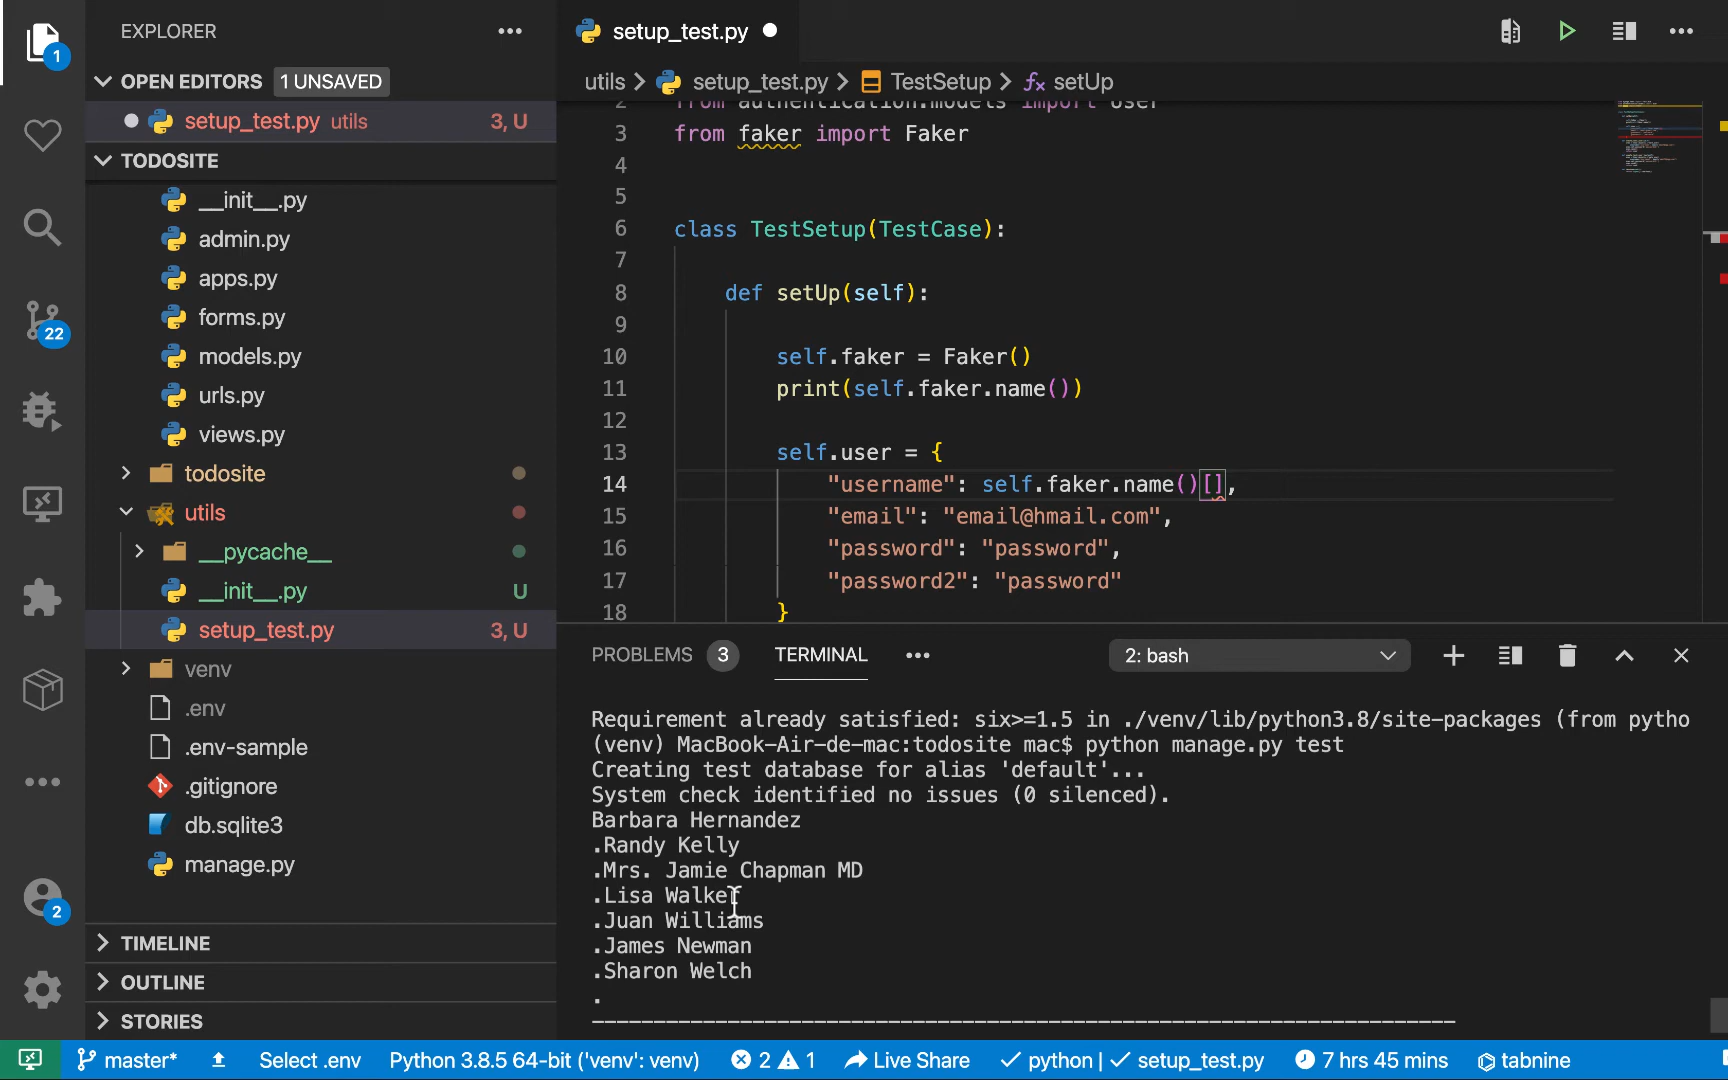 EXPLORER
OPEN EDITORS 1 UNSAVED
setup_test.py utils 3, U
TODOSITE
__init__.py
admin.py
apps.py
forms.py
models.py
urls.py
views.py
todosite
utils
__pycache__
__init__.py U
setup_test.py 3, U
venv
.env
.env-sample
.gitignore
db.sqlite3
manage.py
TIMELINE
OUTLINE
STORIES
1
22
2
setup_test.py
utils > setup_test.py > TestSetup > setUp
2 from authentication.models import User
3 from faker import Faker
4
5
6 class TestSetup(TestCase):
7
8 def setUp(self):
9
10 self.faker = Faker()
11 print(self.faker.name())
12
13 self.user = {
14 "username": self.faker.name()[],
15 "email": "email@hmail.com",
16 "password": "password",
17 "password2": "password"
18 }
PROBLEMS 3 TERMINAL 2: bash
Requirement already satisfied: six>=1.5 in ./venv/lib/python3.8/site-packages (from pytho
(venv) MacBook-Air-de-mac:todosite mac$ python manage.py test
Creating test database for alias 'default'...
System check identified no issues (0 silenced).
Barbara Hernandez
.Randy Kelly
.Mrs. Jamie Chapman MD
.Lisa Walker
.Juan Williams
.James Newman
.Sharon Welch
.
----------------------------------------------------------------------
master* Select .env Python 3.8.5 64-bit ('venv': venv) 2 1 Live Share python | setup_test.py 7 hrs 45 mins tabnine